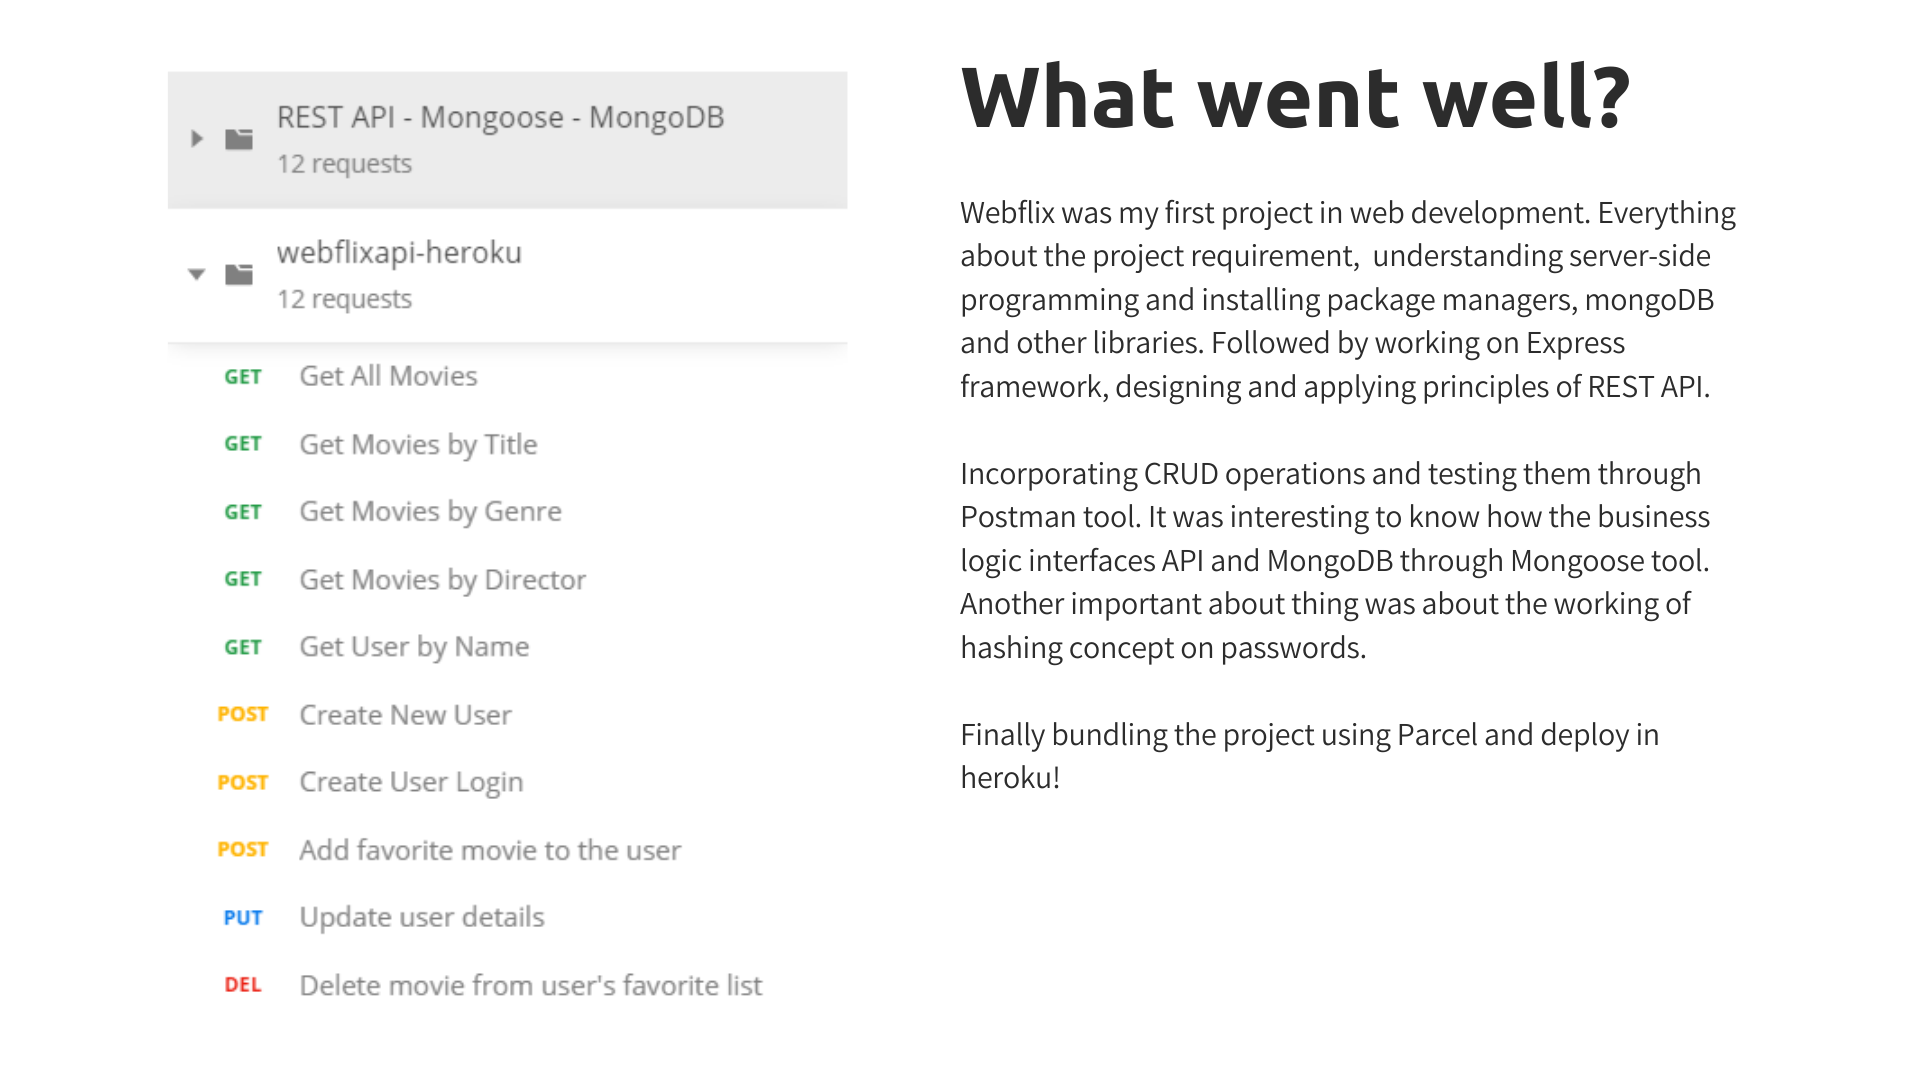 REST API - Mongoose - MongoDB
12 requests
webflixapi-heroku
12 requests
GET Get All Movies
GET Get Movies by Title
GET Get Movies by Genre
GET Get Movies by Director
GET Get User by Name
POST Create New User
POST Create User Login
POST Add favorite movie to the user
PUT Update user details
DEL Delete movie from user's favorite list
What went well?
Webflix was my first project in web development. Everything
about the project requirement,  understanding server-side
programming and installing package managers, mongoDB
and other libraries. Followed by working on Express
framework, designing and applying principles of REST API.
Incorporating CRUD operations and testing them through
Postman tool. It was interesting to know how the business
logic interfaces API and MongoDB through Mongoose tool.
Another important about thing was about the working of
hashing concept on passwords.
Finally bundling the project using Parcel and deploy in
heroku!